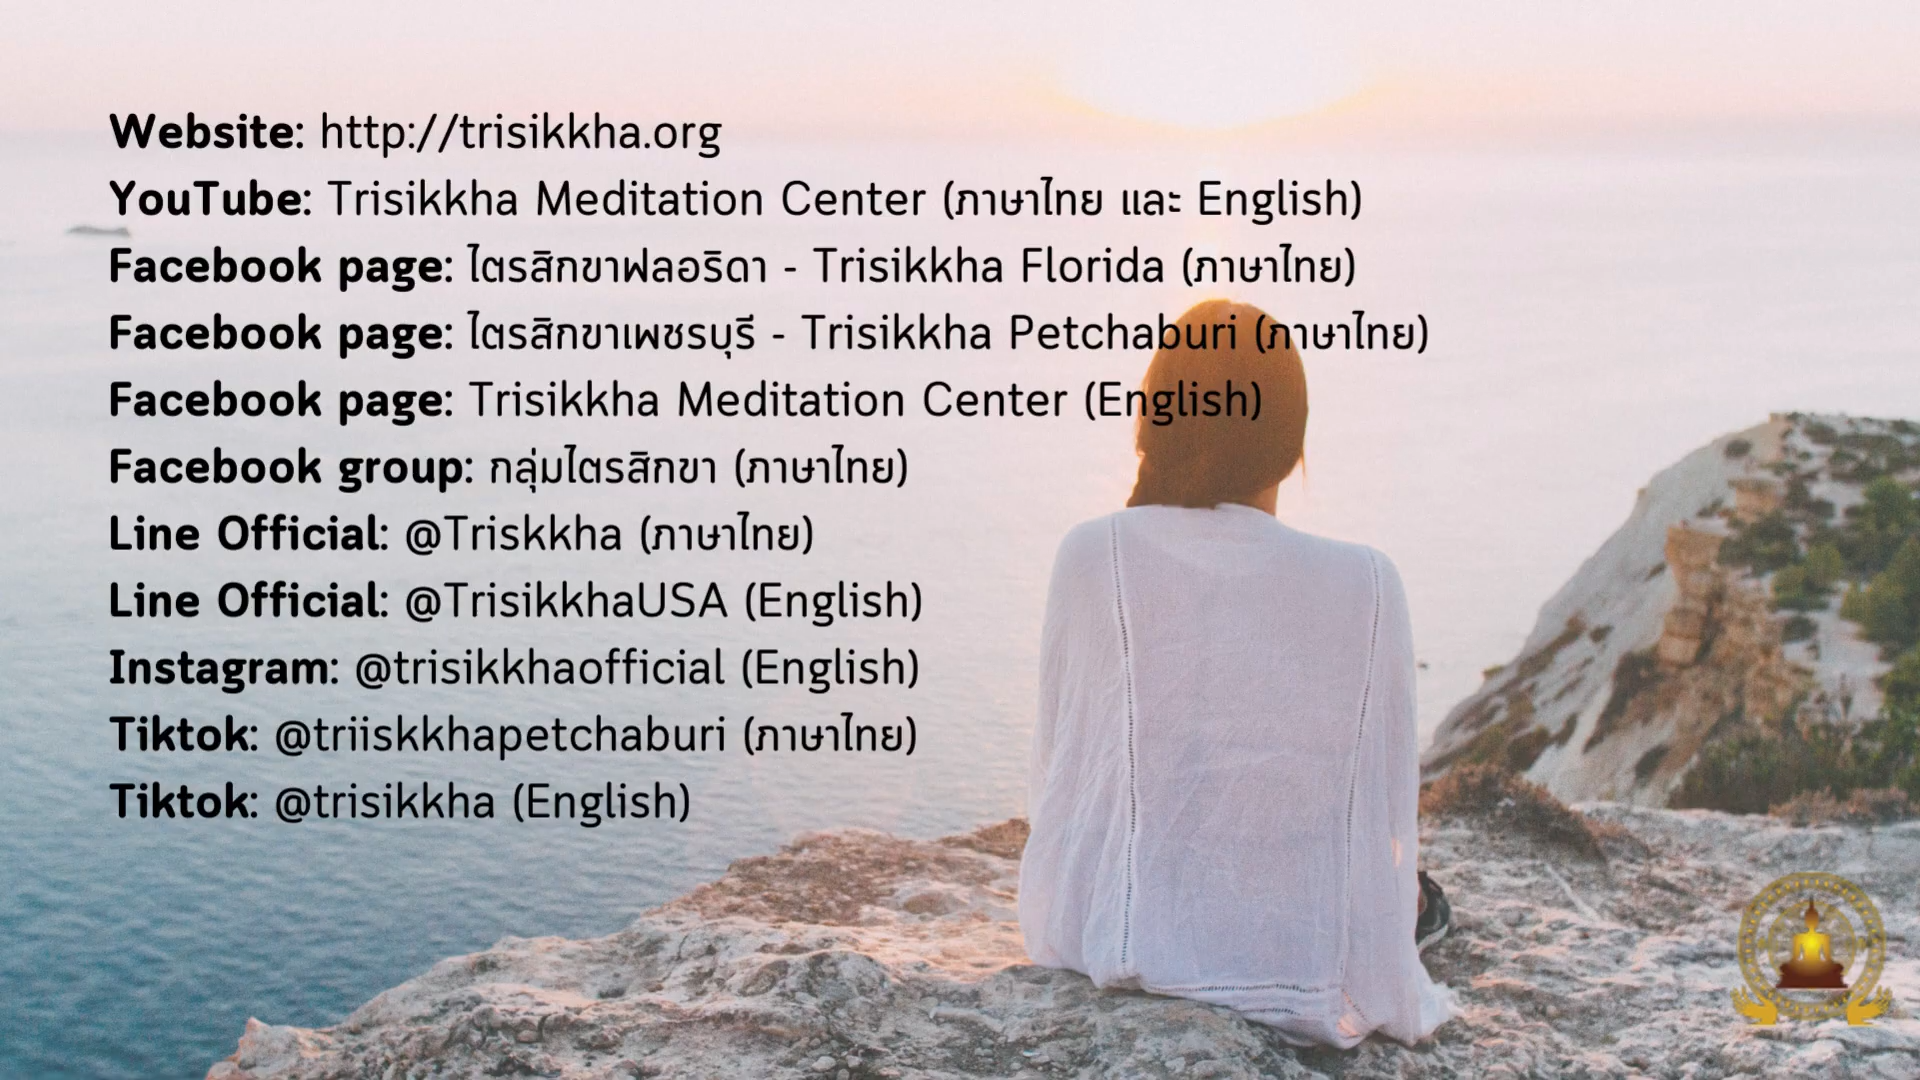 Website: http://trisikkha.org
YouTube: Trisikkha Meditation Center (ภาษาไทย และ English)
Facebook page: ไตรสิกขาฟลอริดา - Trisikkha Florida (ภาษาไทย)
Facebook page: ไตรสิกขาเพชรบุรี - Trisikkha Petchaburi (ภาษาไทย)
Facebook page: Trisikkha Meditation Center (English)
Facebook group: กลุ่มไตรสิกขา (ภาษาไทย)
Line Official: @Triskkha (ภาษาไทย)
Line Official: @TrisikkhaUSA (English)
Instagram: @trisikkhaofficial (English)
Tiktok: @triiskkhapetchaburi (ภาษาไทย)
Tiktok: @trisikkha (English)